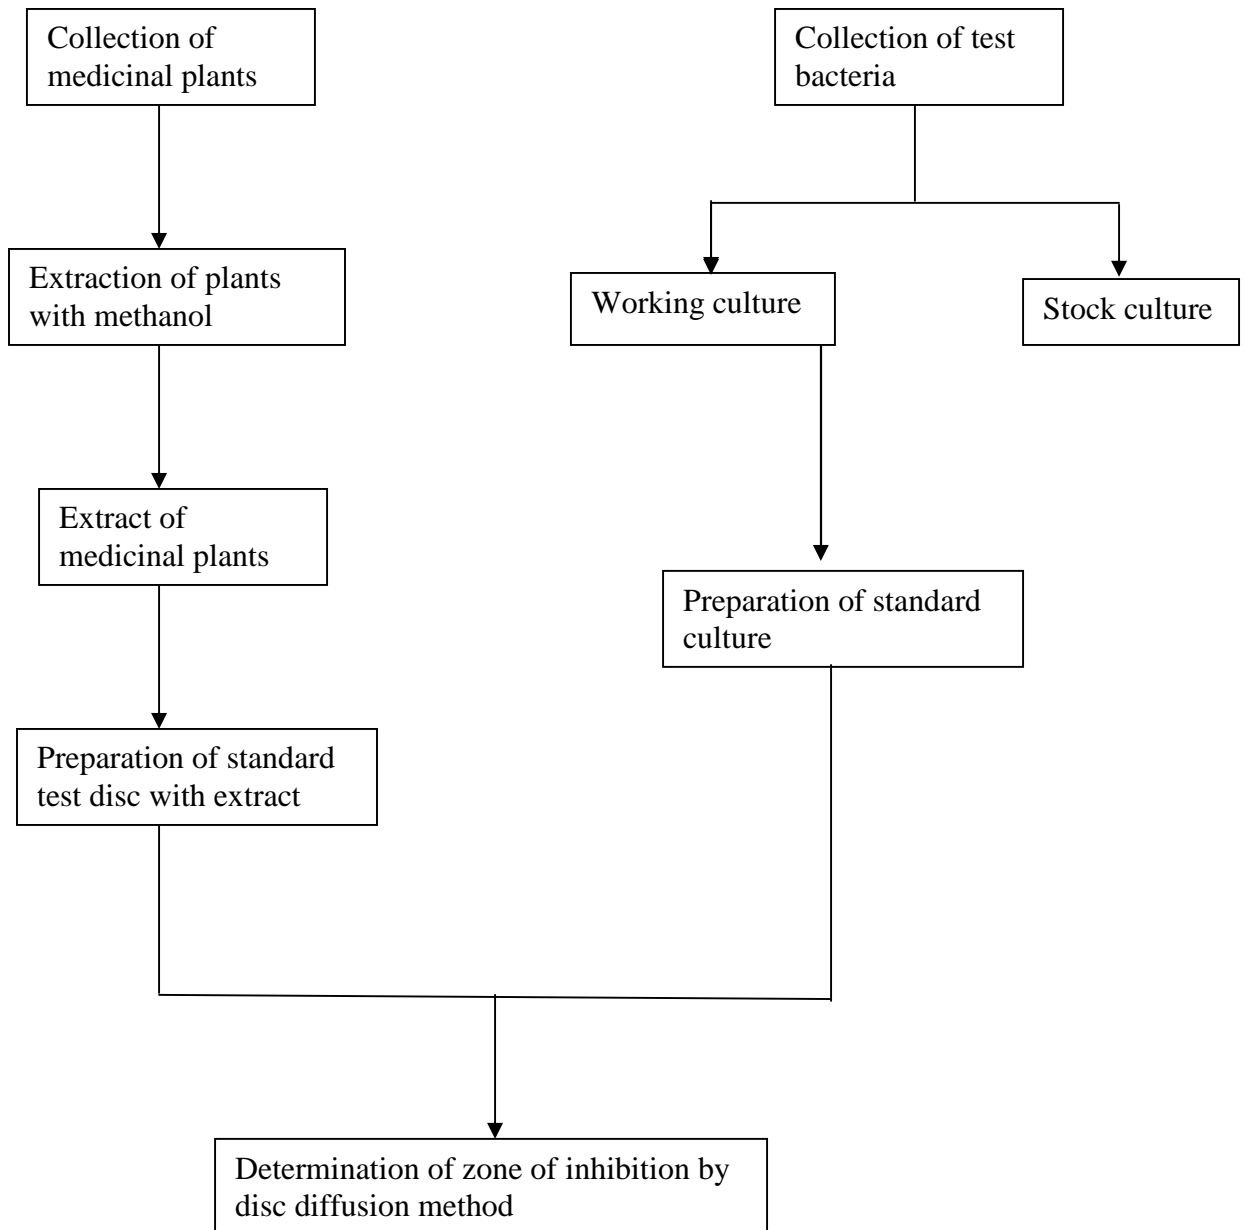 Collection of
medicinal plants
Collection of test
bacteria
Extraction of plants
with methanol
Working culture
Stock culture
Extract of
medicinal plants
Preparation of standard
culture
Preparation of standard
test disc with extract
Determination of zone of inhibition by
disc diffusion method